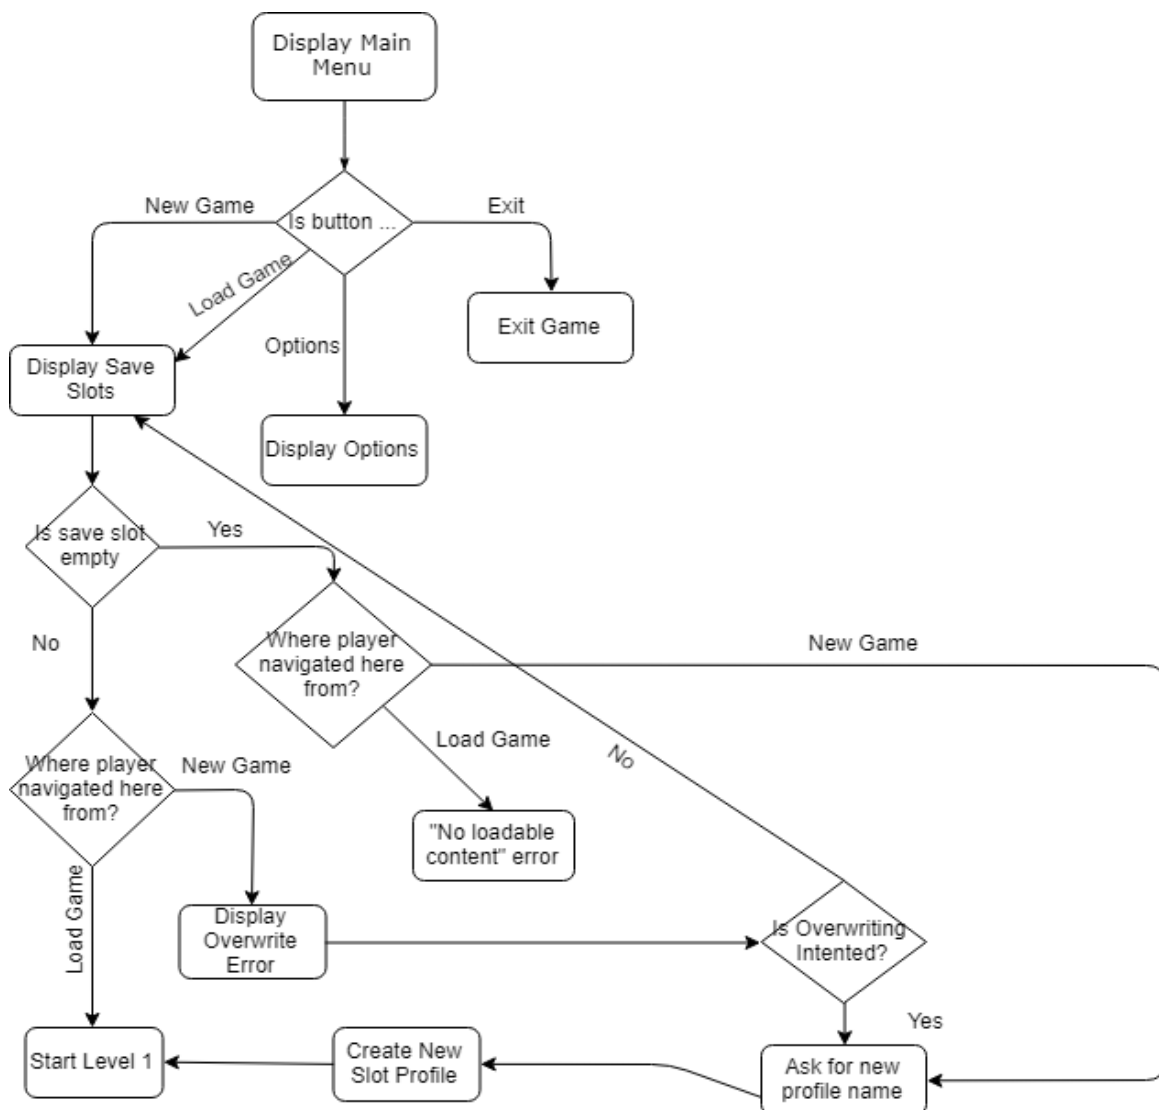 Display Main
Menu
New Game
Is button ...
Exit
Load Game
Exit Game
Options
Display Save
Slots
Display Options
Is save slot
empty
Yes
No
Where player
navigated here
from?
New Game
Load Game
No
Where player
navigated here
from?
New Game
"No loadable
content" error
Load Game
Display
Overwrite
Error
Is Overwriting
Intented?
Yes
Start Level 1
Create New
Slot Profile
Ask for new
profile name